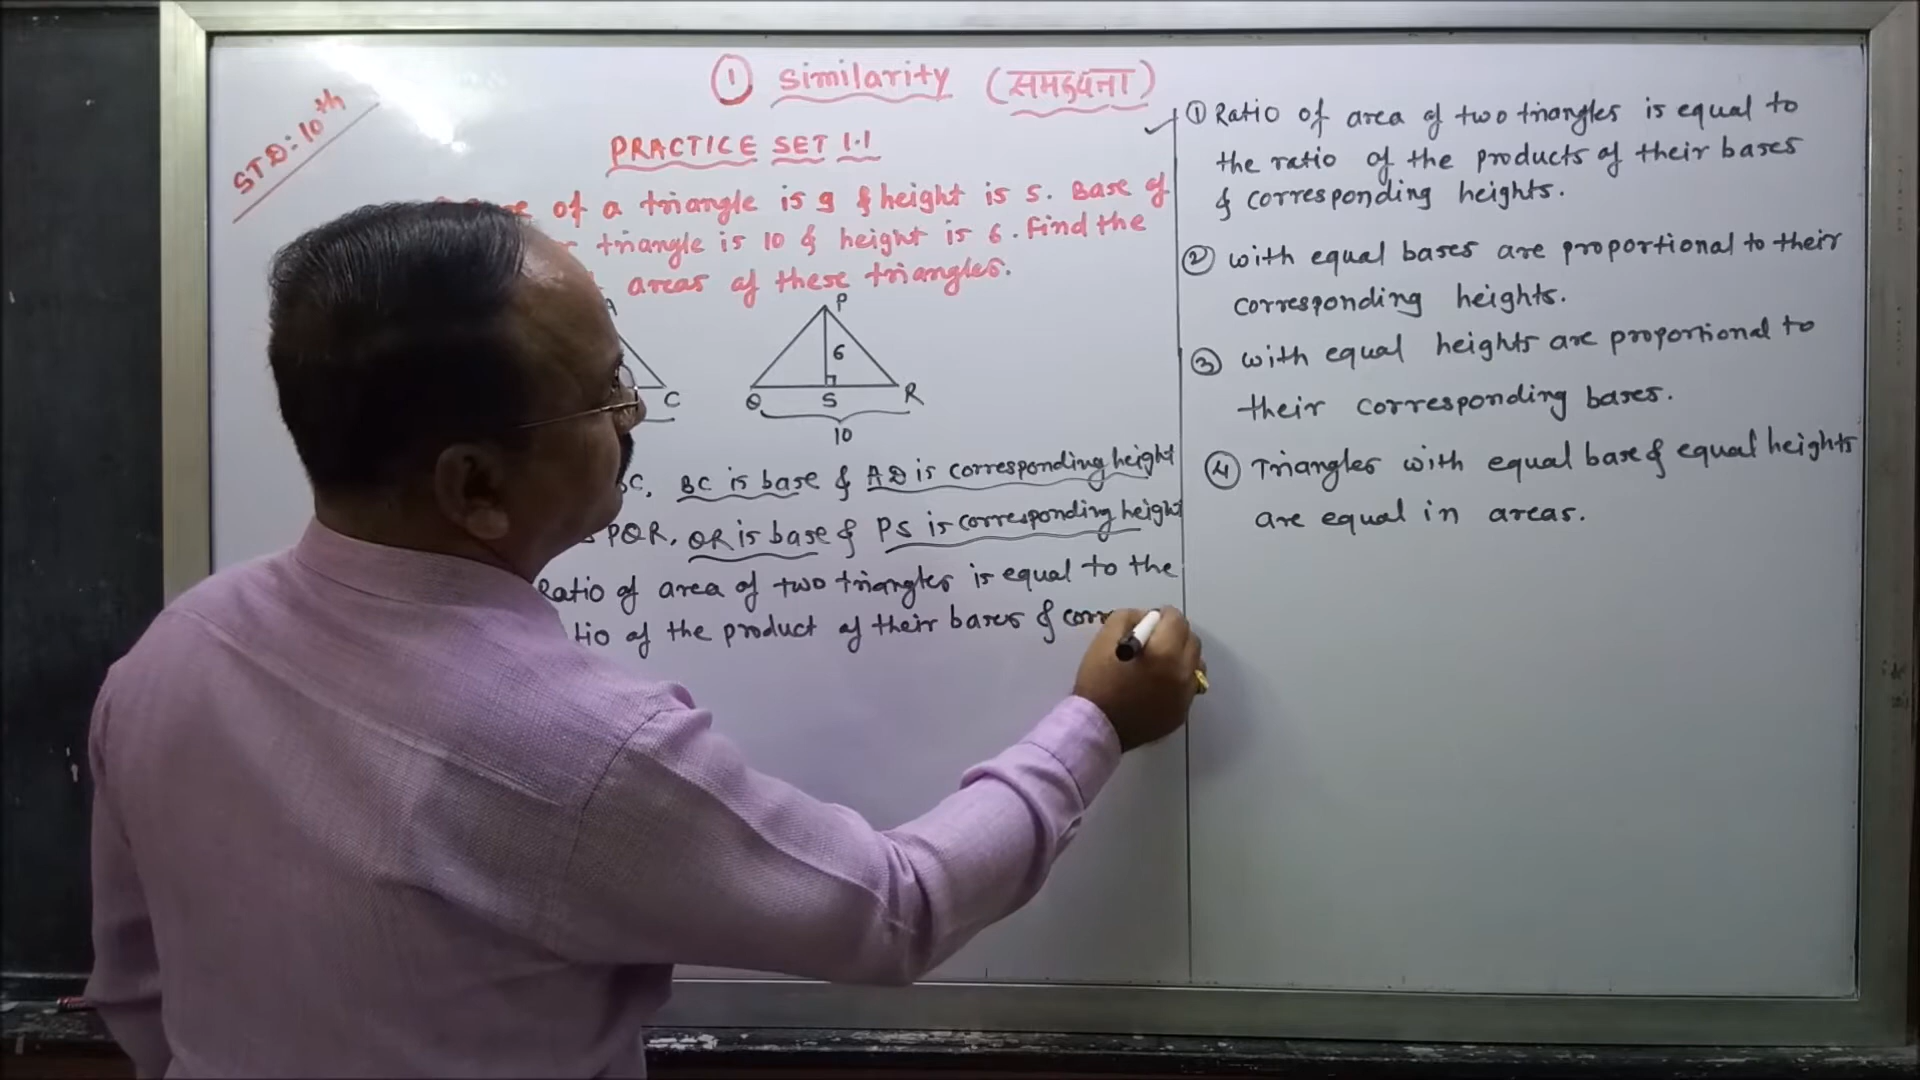 ① Similarity (समरूपता)
STD:10th
PRACTICE SET 1.1
of a triangle is 9 & height is 5. Base of
triangle is 10 & height is 6. Find the
areas of these triangles.
A
C
P
6
Q S R
10
BC, BC is base & AD is corresponding height
PQR, QR is base & PS is corresponding height
Ratio of area of two triangles is equal to the
tio of the product of their bases & corr
① Ratio of area of two triangles is equal to
the ratio of the products of their bases
& corresponding heights.
② with equal bases are proportional to their
corresponding heights.
③ with equal heights are proportional to
their corresponding bases.
④ Triangles with equal base & equal heights
are equal in areas.